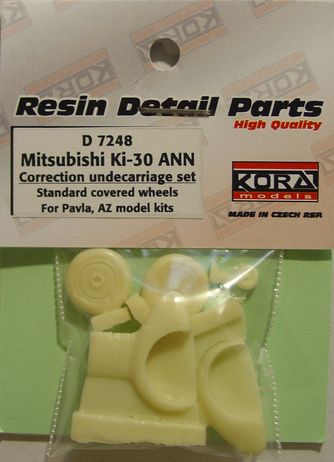 Resin Detail Parts
High Quality
D 7248
Mitsubishi Ki-30 ANN
Correction undecarriage set
Standard covered wheels
For Pavla, AZ model kits
KORA
models
MADE IN CZECH REP.